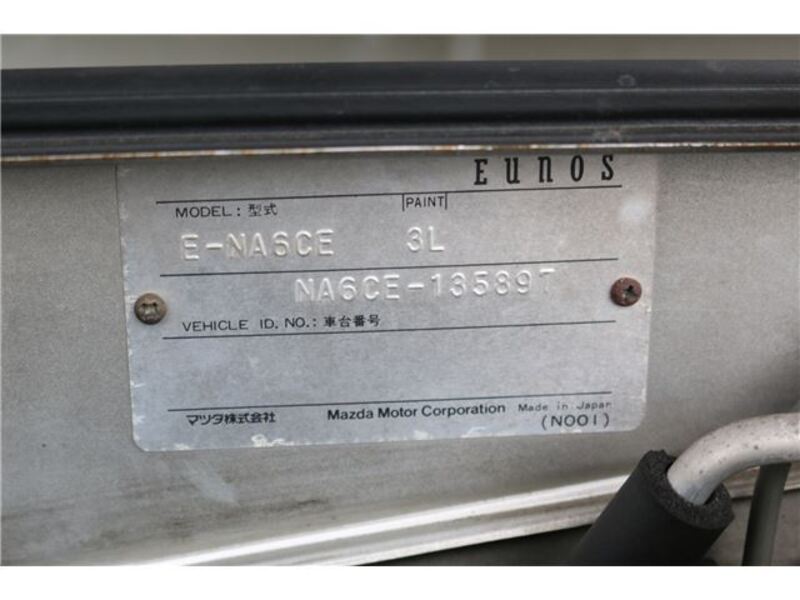 EUNOS
MODEL: 型式 PAINT
E-NA6CE 3L
NA6CE-135897
VEHICLE ID. NO.: 車台番号
マツダ株式会社 Mazda Motor Corporation Made in Japan
(N001)